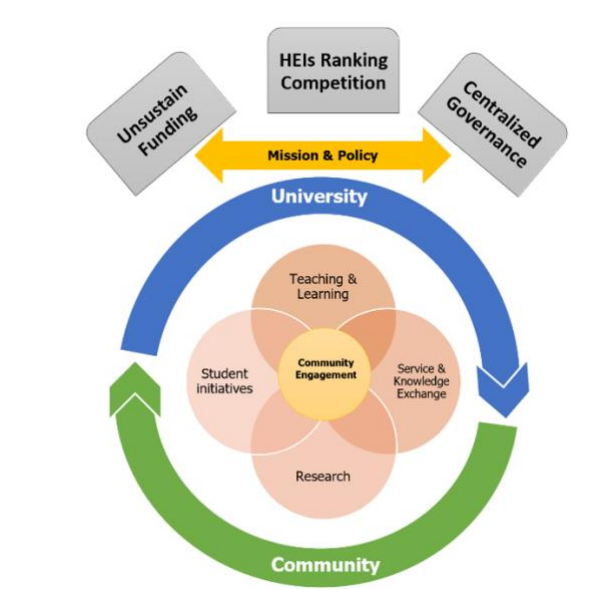 HEIs Ranking
Competition
Unsustain
Funding
Centralized
Governance
Mission & Policy
University
Teaching &
Learning
Community
Engagement
Student
initiatives
Service &
Knowledge
Exchange
Research
Community